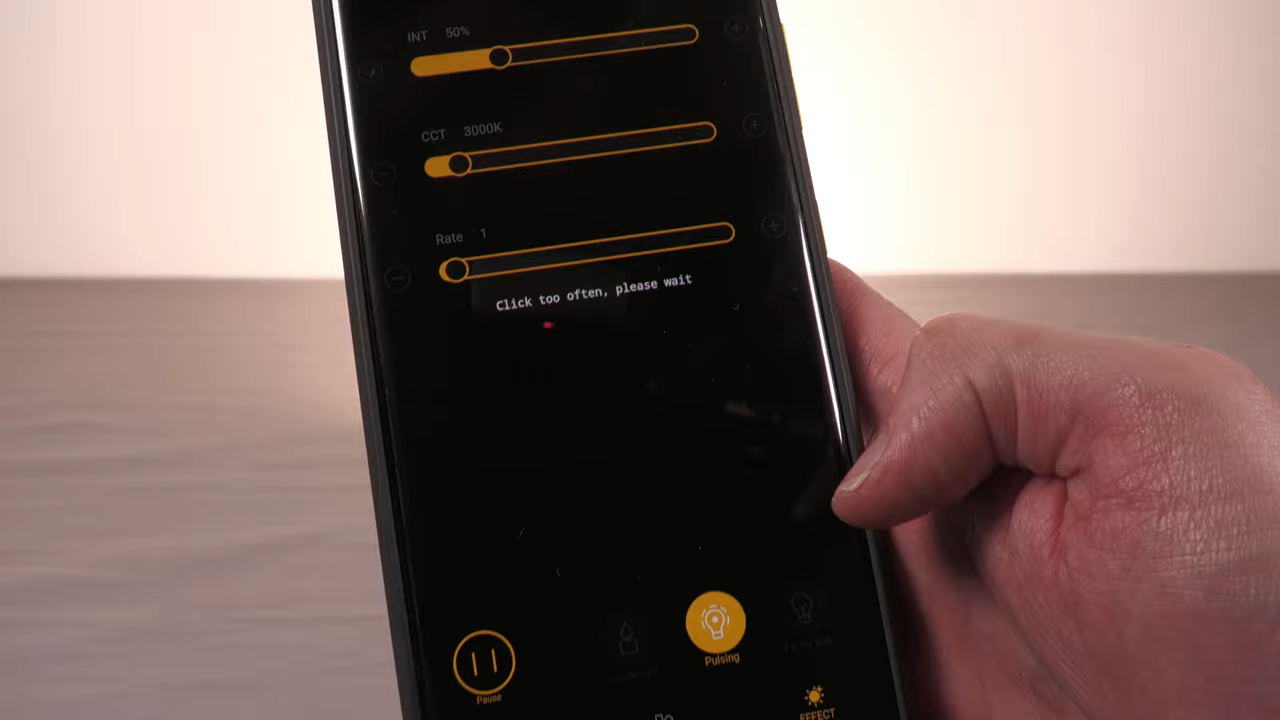 INT 50%
CCT 3000K
Rate 1
Click too often, please wait
Pulsing
Pause
EFFECT